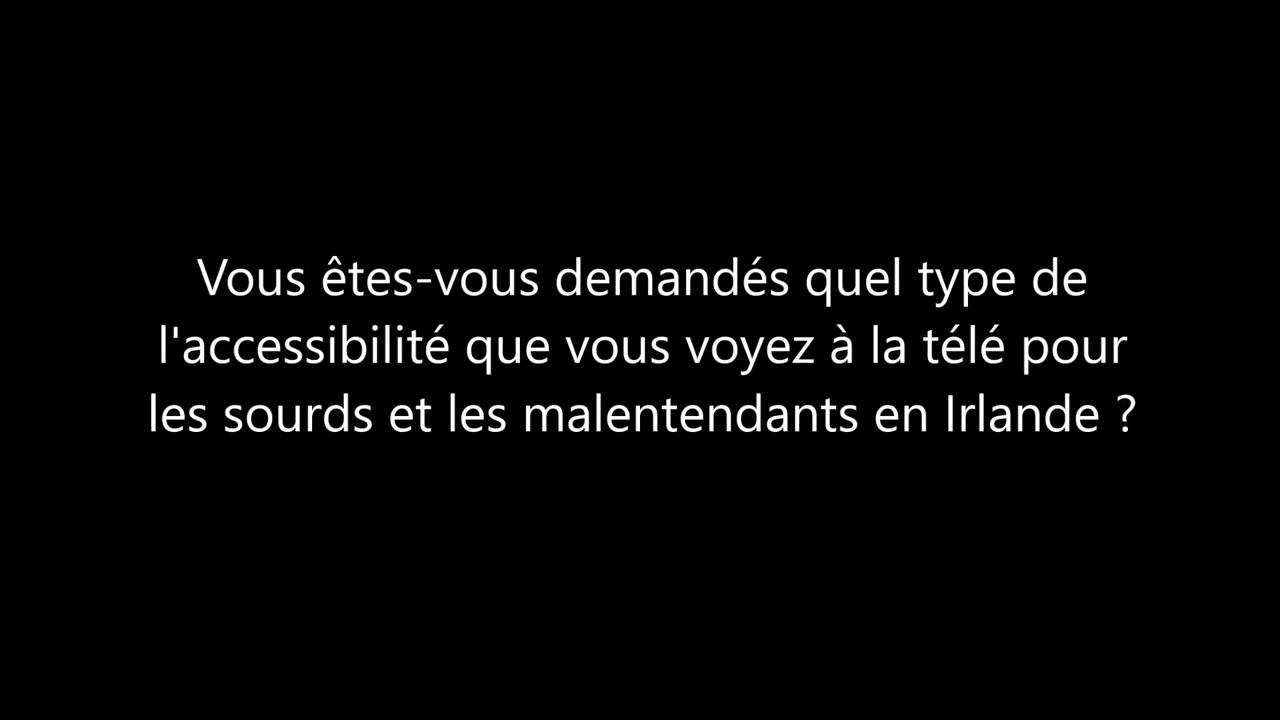 Vous êtes-vous demandés quel type de
l'accessibilité que vous voyez à la télé pour
les sourds et les malentendants en Irlande ?